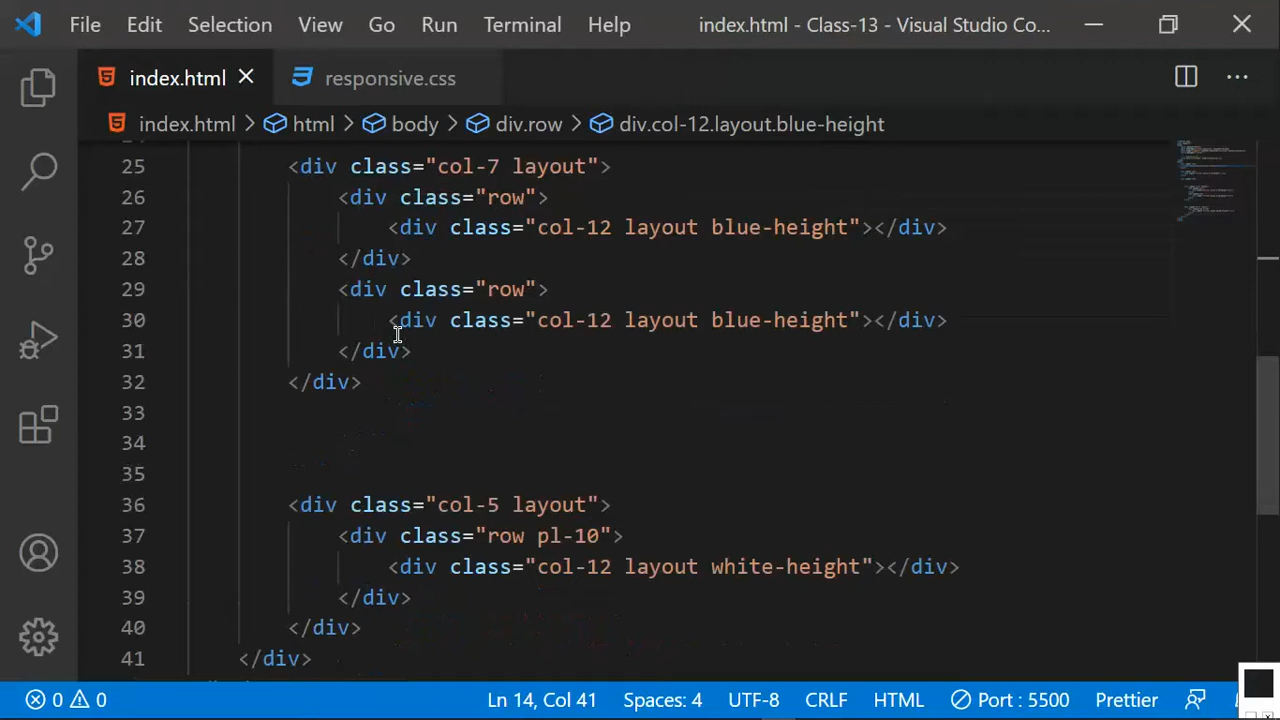 File Edit Selection View Go Run Terminal Help index.html - Class-13 - Visual Studio Co...
index.html responsive.css
index.html > html > body > div.row > div.col-12.layout.blue-height
25 <div class="col-7 layout">
26 <div class="row">
27 <div class="col-12 layout blue-height"></div>
28 </div>
29 <div class="row">
30 <div class="col-12 layout blue-height"></div>
31 </div>
32 </div>
33
34
35
36 <div class="col-5 layout">
37 <div class="row pl-10">
38 <div class="col-12 layout white-height"></div>
39 </div>
40 </div>
41 </div>
0 0 Ln 14, Col 41 Spaces: 4 UTF-8 CRLF HTML Port : 5500 Prettier